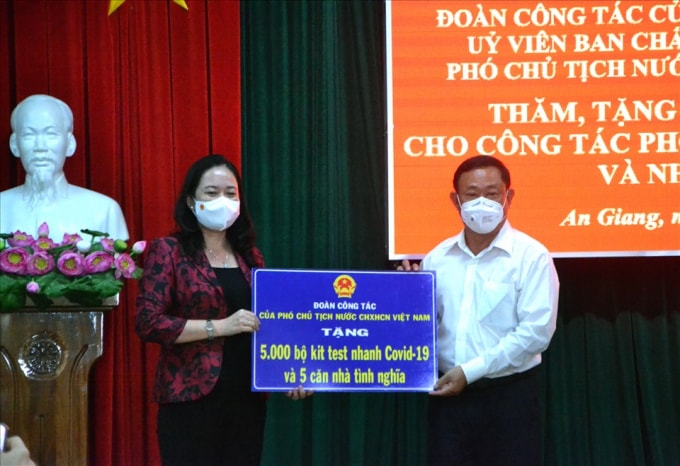 ĐOÀN CÔNG TÁC CỦ
UỶ VIÊN BAN CHẤ
PHÓ CHỦ TỊCH NƯỚ
THĂM, TẶNG
CHO CÔNG TÁC PH
VÀ NH
An Giang, n
ĐOÀN CÔNG TÁC
CỦA PHÓ CHỦ TỊCH NƯỚC CHXHCN VIỆT NAM
TẶNG
5.000 bộ kit test nhanh Covid-19
và 5 căn nhà tình nghĩa